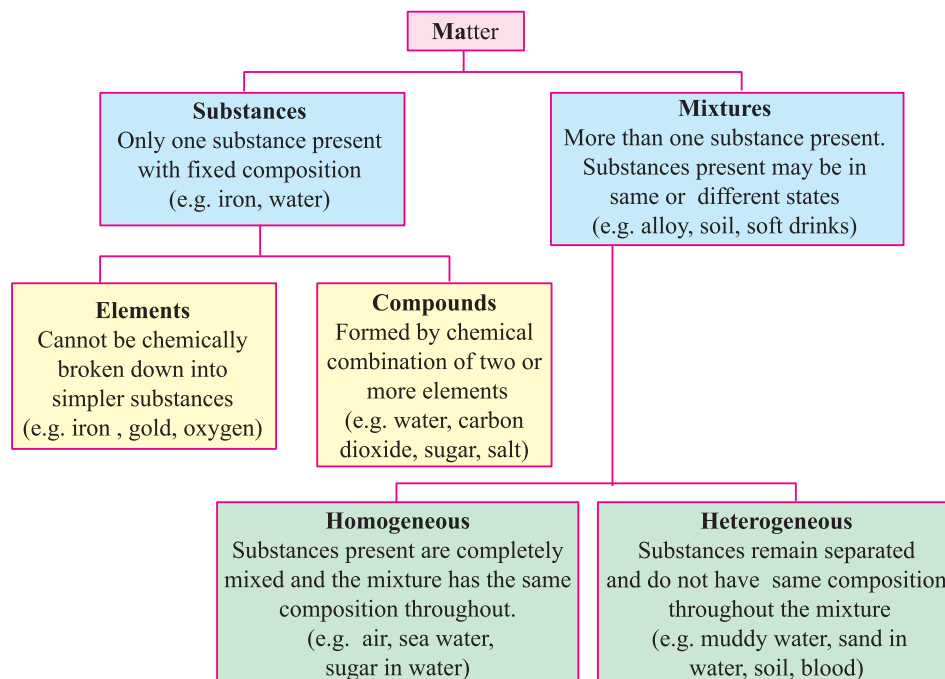 Matter
Substances
Only one substance present
with fixed composition
(e.g. iron, water)
Mixtures
More than one substance present.
Substances present may be in
same or different states
(e.g. alloy, soil, soft drinks)
Elements
Cannot be chemically
broken down into
simpler substances
(e.g. iron , gold, oxygen)
Compounds
Formed by chemical
combination of two or
more elements
(e.g. water, carbon
dioxide, sugar, salt)
Homogeneous
Substances present are completely
mixed and the mixture has the same
composition throughout.
(e.g. air, sea water,
sugar in water)
Heterogeneous
Substances remain separated
and do not have same composition
throughout the mixture
(e.g. muddy water, sand in
water, soil, blood)